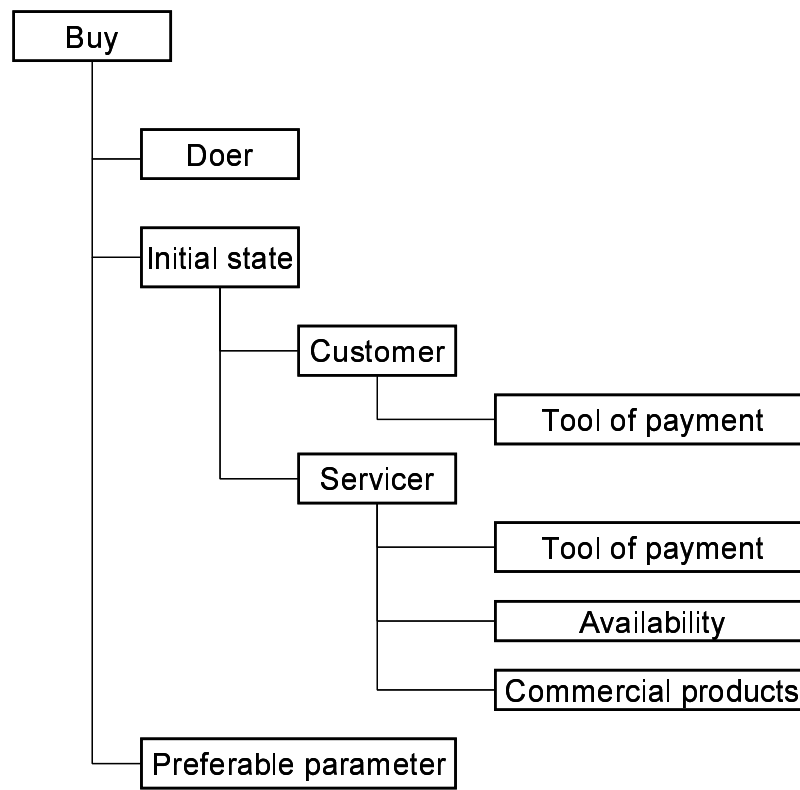 Buy
Doer
Initial state
Customer
Tool of payment
Servicer
Tool of payment
Availability
Commercial products
Preferable parameter